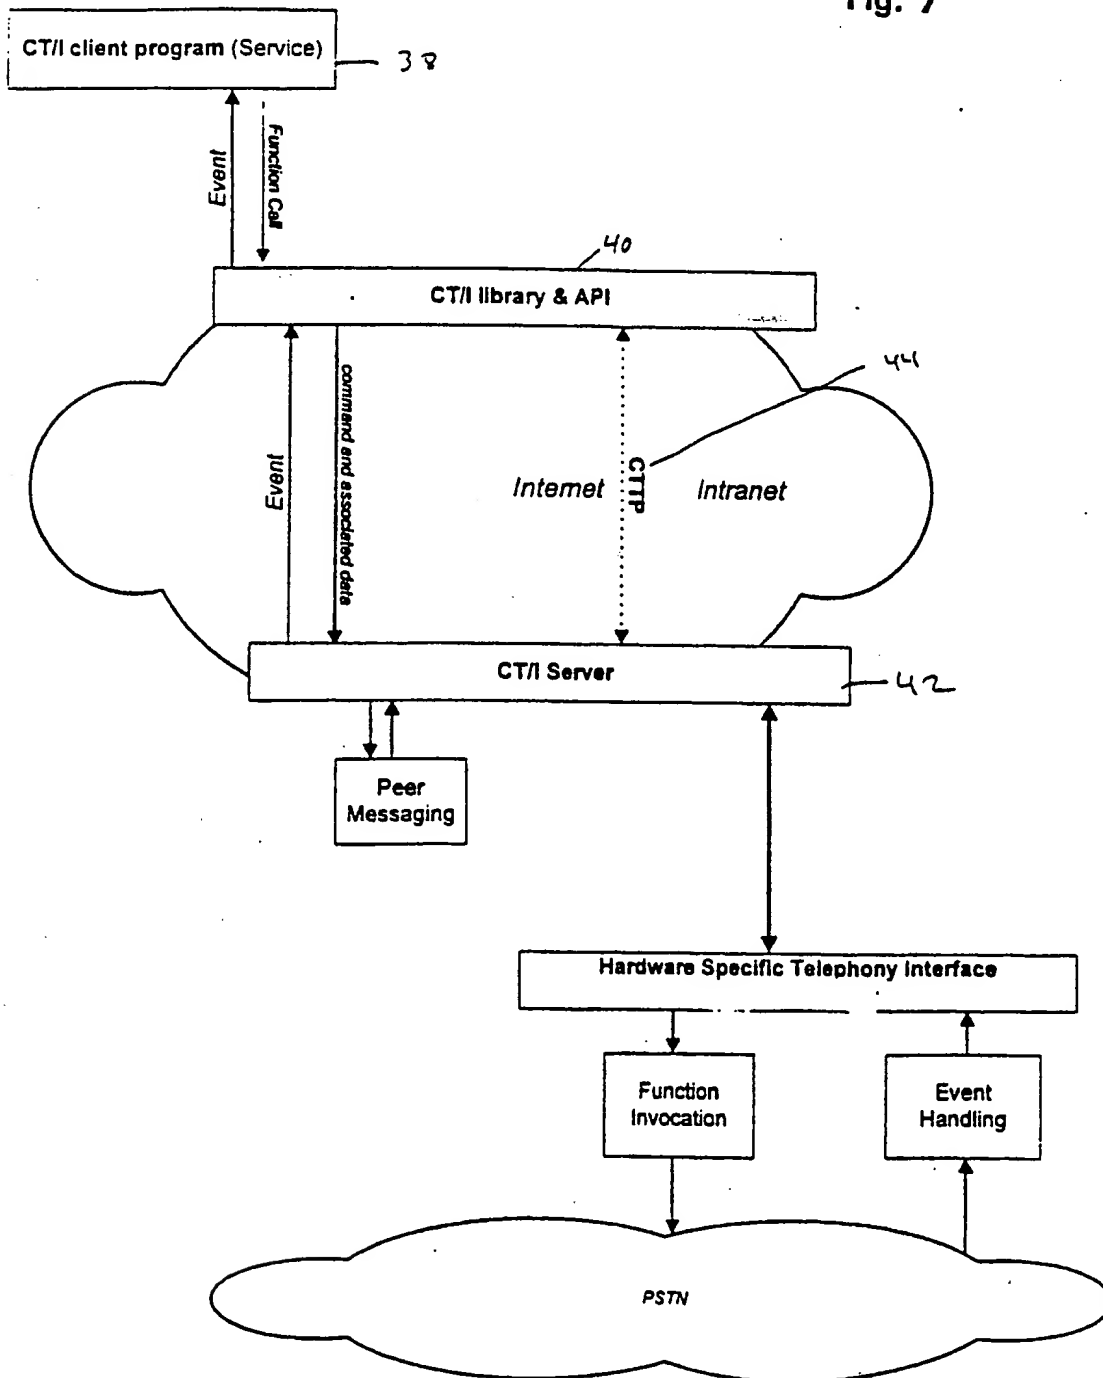 Fig. 7
CT/I client program (Service)
38
Event
Function Call
40
CT/I library & API
44
command and associated data
Event
Internet
CTTP
Intranet
CT/I Server
42
Peer
Messaging
Hardware Specific Telephony Interface
Function
Invocation
Event
Handling
PSTN